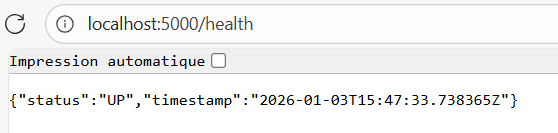 localhost:5000/health
Impression automatique
{"status":"UP","timestamp":"2026-01-03T15:47:33.738365Z"}